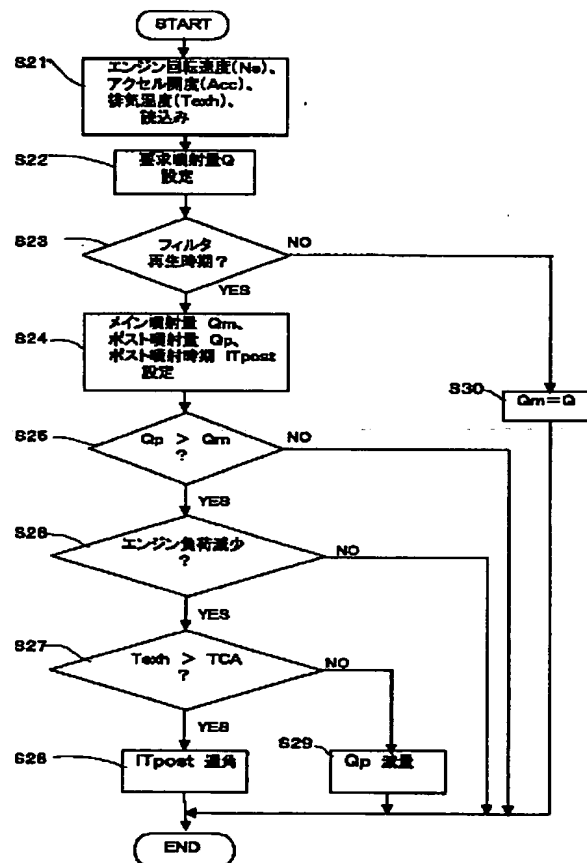 START
S21
エンジン回転速度(Ne)、
アクセル開度(Acc)、
排気温度(Texh)、
読込み
S22
要求噴射量Q
設定
S23
フィルタ
再生時期?
NO
YES
S24
メイン噴射量 Qm、
ポスト噴射量 Qp、
ポスト噴射時期 ITpost
設定
S30
Qm=Q
S25
Qp > Qm
?
NO
YES
S26
エンジン負荷減少
?
NO
YES
S27
Texh > TCA
?
NO
YES
S28
ITpost 遅角
S29
Qp 減量
END